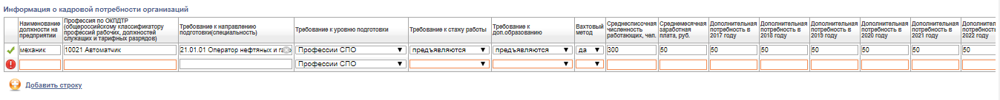 Информация о кадровой потребности организаций
Наименование должности на предприятии
Профессия по ОКПДТР (общероссийскому классификатору профессий рабочих, должностей служащих и тарифных разрядов)
Требование к направлению подготовки(специальность)
Требование к уровню подготовки
Требование к стажу работы
Требование к доп.образованию
Вахтовый метод
Среднесписочная численность работающих, чел.
Среднемесячная заработная плата, руб.
Дополнительная потребность в 2017 году
Дополнительная потребность в 2018 году
Дополнительная потребность в 2019 году
Дополнительная потребность в 2020 году
Дополнительная потребность в 2021 году
Дополнител потребность 2022 году
механик 10021 Автоматчик 21.01.01 Оператор нефтяных и га Профессии СПО предъявляются предъявляются да 300 50 50 50 50 50 50 50
Профессии СПО
Добавить строку